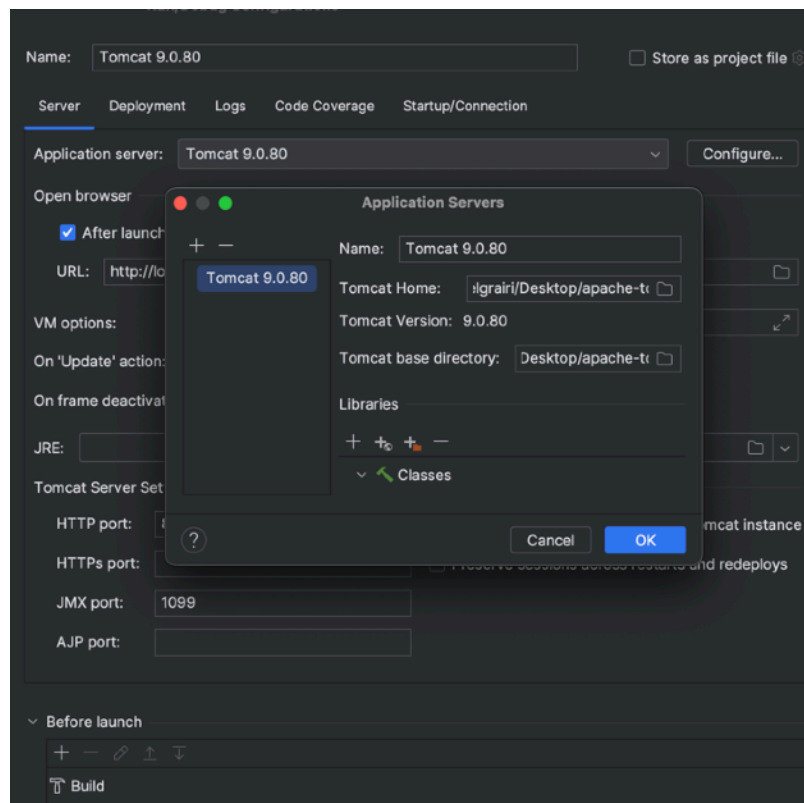 Name: Tomcat 9.0.80 Store as project file
Server Deployment Logs Code Coverage Startup/Connection
Application server: Tomcat 9.0.80 Configure...
Open browser
After launch
URL: http://lo
VM options:
On 'Update' action:
On frame deactivat
JRE:
Tomcat Server Set
HTTP port: 8
HTTPs port:
JMX port: 1099
AJP port:
Application Servers
Tomcat 9.0.80
Name: Tomcat 9.0.80
Tomcat Home: elgrairi/Desktop/apache-to
Tomcat Version: 9.0.80
Tomcat base directory: Desktop/apache-to
Libraries
Classes
? Cancel OK
omcat instance
Preserve sessions across restarts and redeploys
Before launch
Build